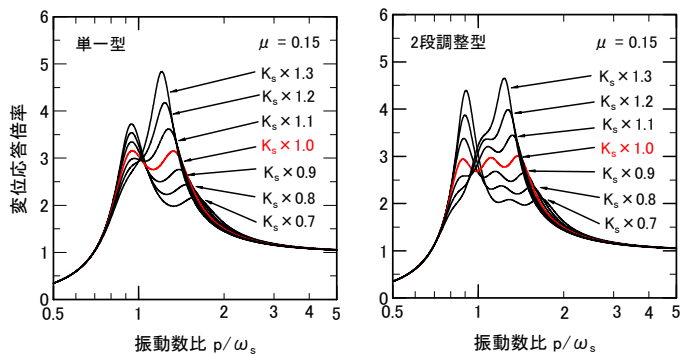 単一型
μ = 0.15
Ks × 1.3
Ks × 1.2
Ks × 1.1
Ks × 1.0
Ks × 0.9
Ks × 0.8
Ks × 0.7
変位応答倍率
6
5
4
3
2
1
0
0.5
1
2
3
4
5
振動数比 p/ωs
2段調整型
μ = 0.15
Ks × 1.3
Ks × 1.2
Ks × 1.1
Ks × 1.0
Ks × 0.9
Ks × 0.8
Ks × 0.7
6
5
4
3
2
1
0
0.5
1
2
3
4
5
振動数比 p/ωs